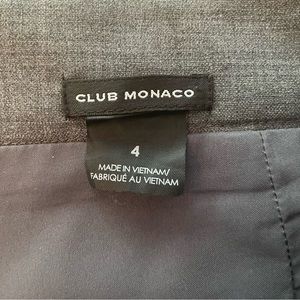 CLUB MONACO
4
MADE IN VIETNAM/
FABRIQUÉ AU VIETNAM